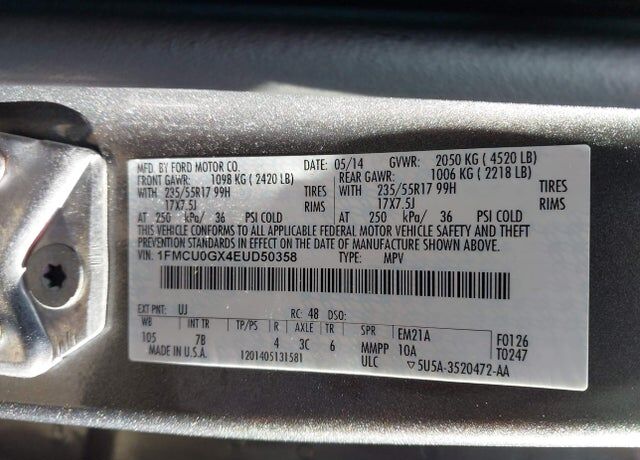 MFD. BY FORD MOTOR CO. DATE: 05/14 GVWR: 2050 KG ( 4520 LB)
FRONT GAWR: 1098 KG ( 2420 LB) REAR GAWR: 1006 KG ( 2218 LB)
WITH 235/55R17 99H TIRES WITH 235/55R17 99H TIRES
17X7.5J RIMS 17X7.5J RIMS
AT 250 kPa/ 36 PSI COLD AT 250 kPa/ 36 PSI COLD
THIS VEHICLE CONFORMS TO ALL APPLICABLE FEDERAL MOTOR VEHICLE SAFETY AND THEFT
PREVENTION STANDARDS IN EFFECT ON THE DATE OF MANUFACTURE SHOWN ABOVE.
VIN: 1FMCU0GX4EUD50358 TYPE: MPV
EXT PNT: UJ RC: 48 DSO:
WB INT TR TP/PS R AXLE TR SPR EM21A F0126
105 7B 4 3C 6 MMPP 10A T0247
MADE IN U.S.A. 1201405131581 ULC ▽5U5A-3520472-AA